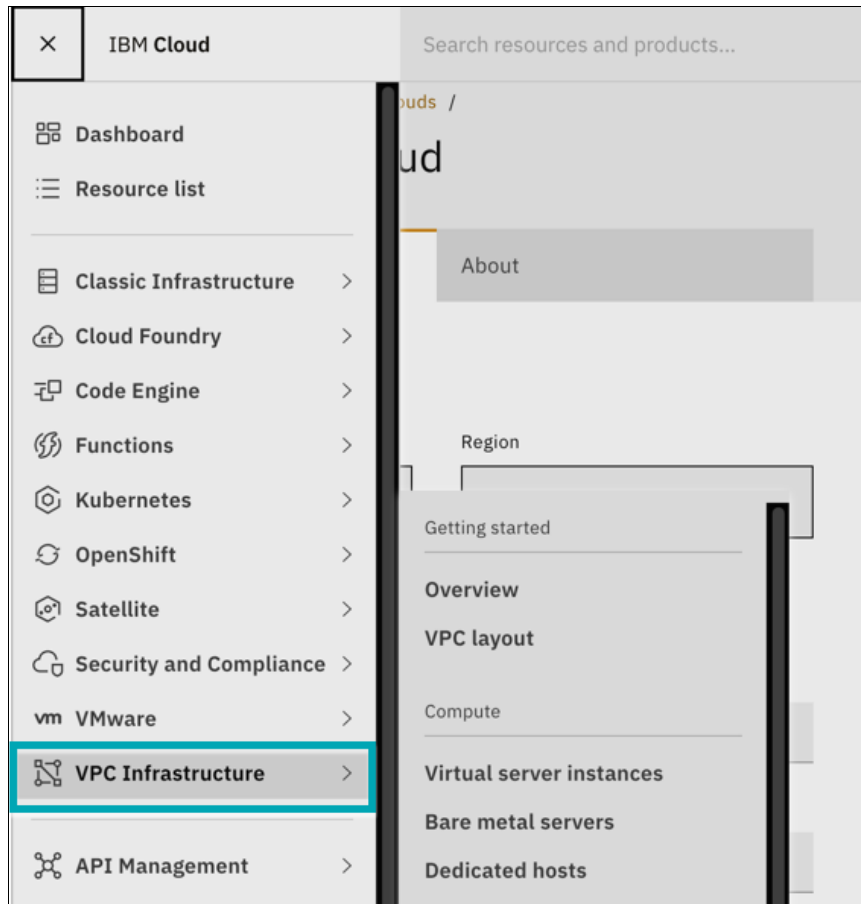 IBM Cloud
Search resources and products...
ouds /
ud
Dashboard
Resource list
About
Classic Infrastructure
cf Cloud Foundry
Code Engine
Functions
Region
Kubernetes
Getting started
OpenShift
Overview
Satellite
VPC layout
Security and Compliance
Compute
vm VMware
VPC Infrastructure
Virtual server instances
Bare metal servers
API Management
Dedicated hosts